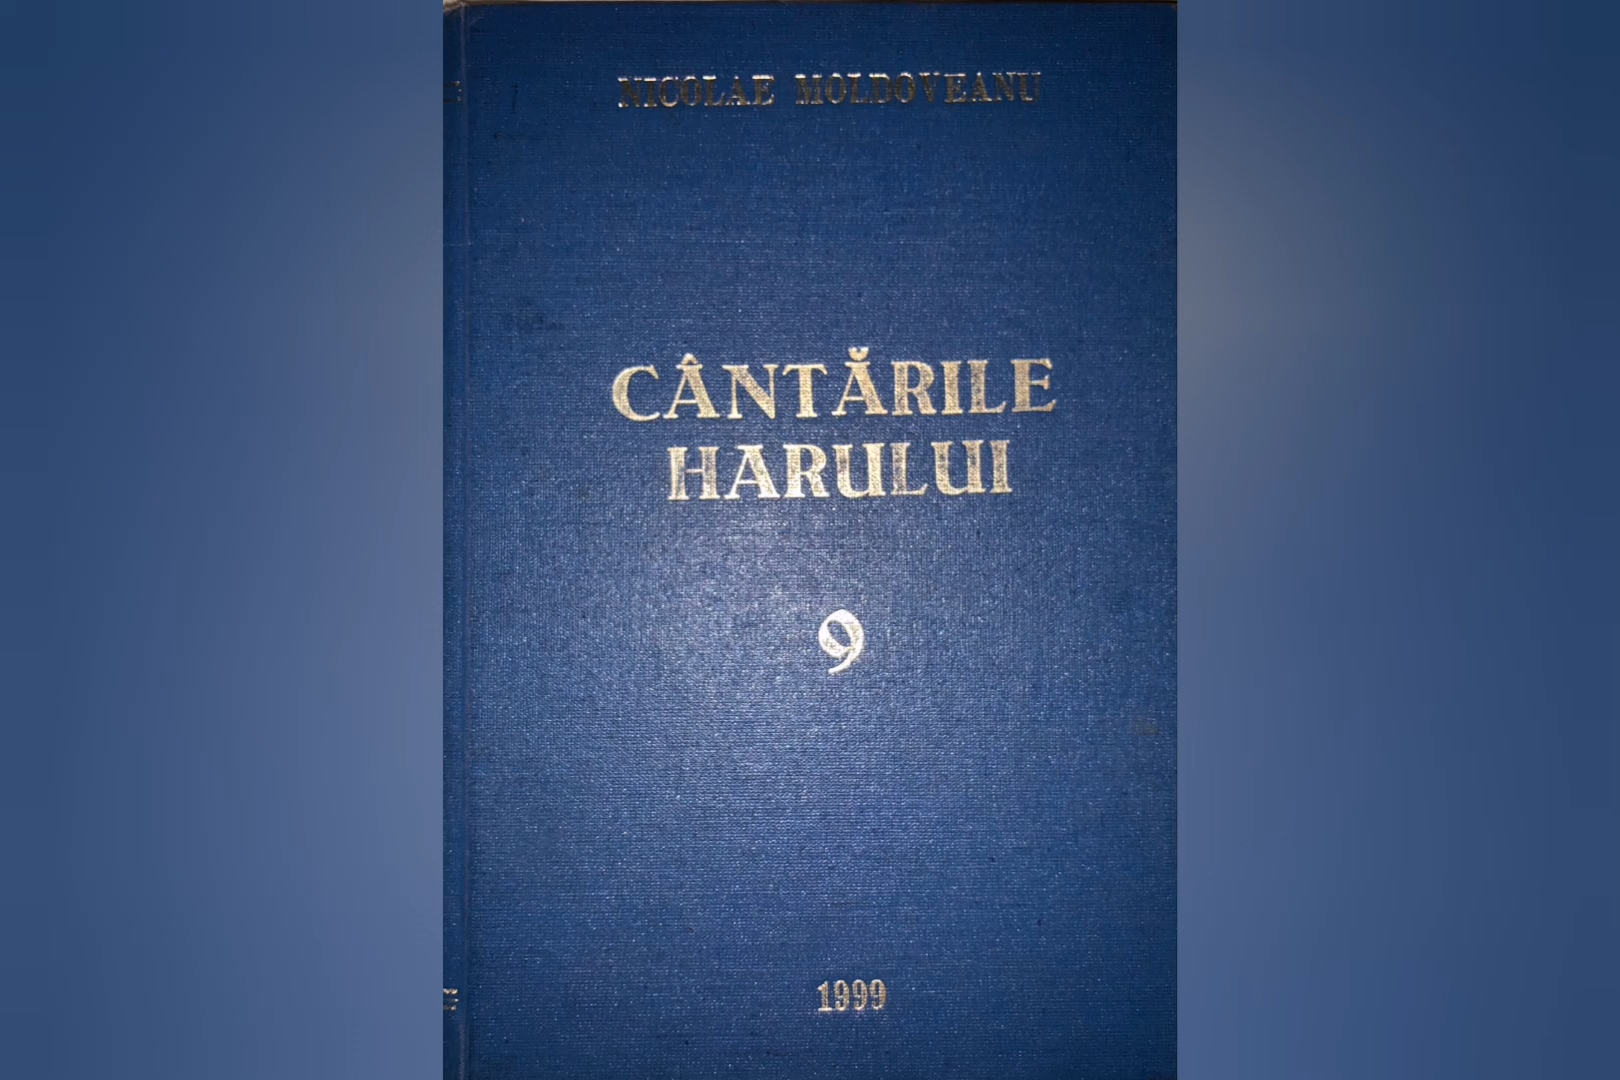 NICOLAE MOLDOVEANU
CÂNTĂRILE
HARULUI
9
1999